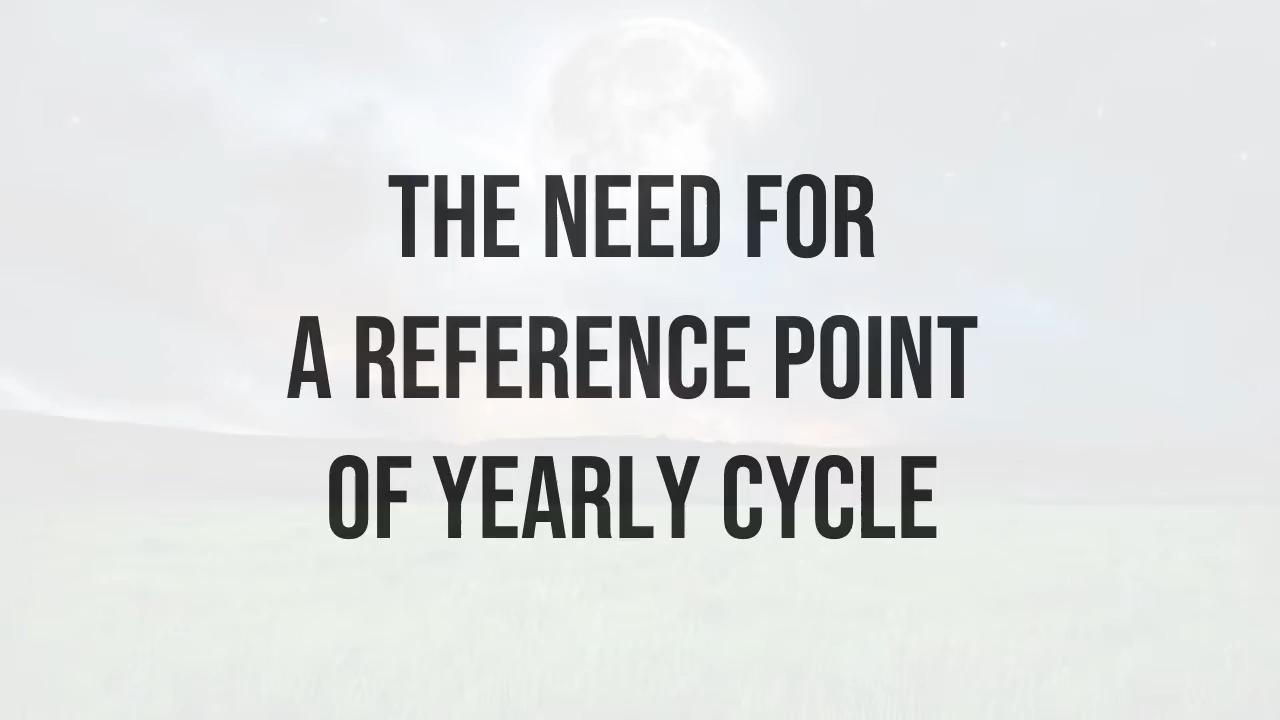 THE NEED FOR
A REFERENCE POINT
OF YEARLY CYCLE